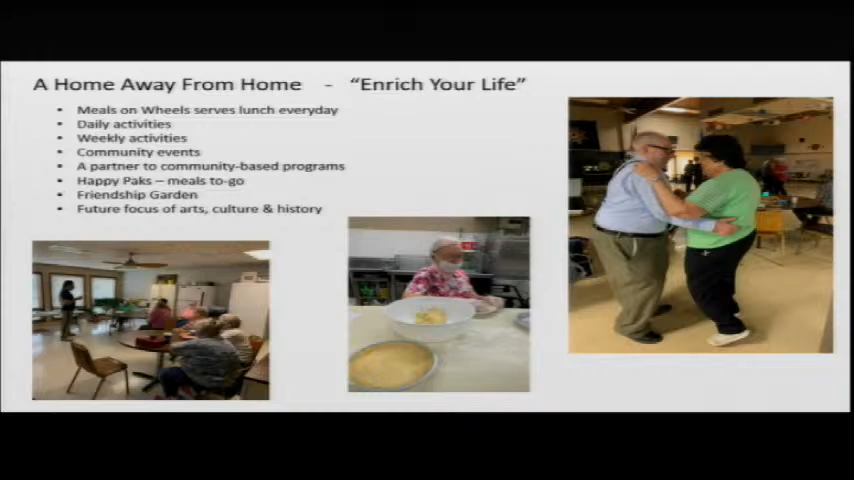 A Home Away From Home - “Enrich Your Life”
• Meals on Wheels serves lunch everyday
• Daily activities
• Weekly activities
• Community events
• A partner to community-based programs
• Happy Paks – meals to-go
• Friendship Garden
• Future focus of arts, culture & history